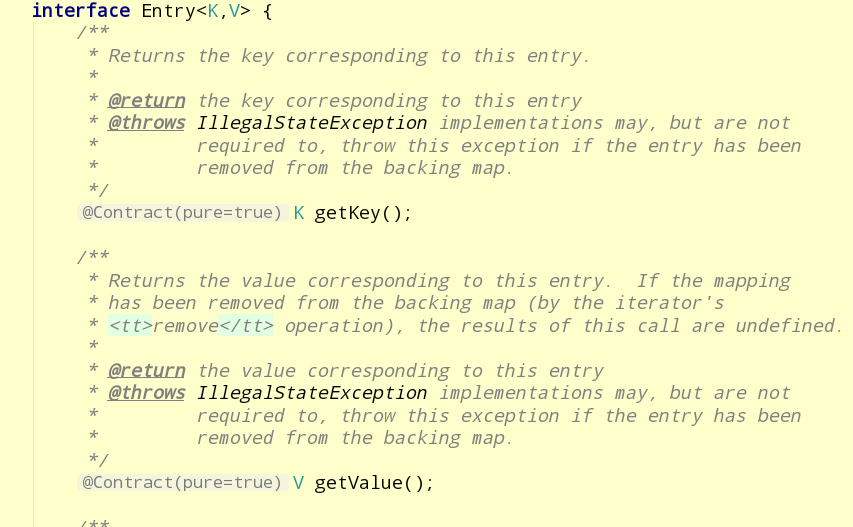 interface Entry<K,V> {
/**
* Returns the key corresponding to this entry.
*
* @return the key corresponding to this entry
* @throws IllegalStateException implementations may, but are not
*         required to, throw this exception if the entry has been
*         removed from the backing map.
*/
@Contract(pure=true) K getKey();
/**
* Returns the value corresponding to this entry.  If the mapping
* has been removed from the backing map (by the iterator's
* <tt>remove</tt> operation), the results of this call are undefined.
*
* @return the value corresponding to this entry
* @throws IllegalStateException implementations may, but are not
*         required to, throw this exception if the entry has been
*         removed from the backing map.
*/
@Contract(pure=true) V getValue();
/**